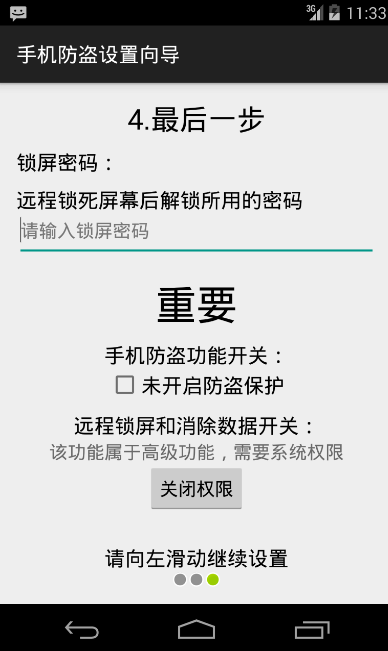 3G 11:33
手机防盗设置向导
4.最后一步
锁屏密码：
远程锁死屏幕后解锁所用的密码
请输入锁屏密码
重要
手机防盗功能开关：
未开启防盗保护
远程锁屏和消除数据开关：
该功能属于高级功能，需要系统权限
关闭权限
请向左滑动继续设置